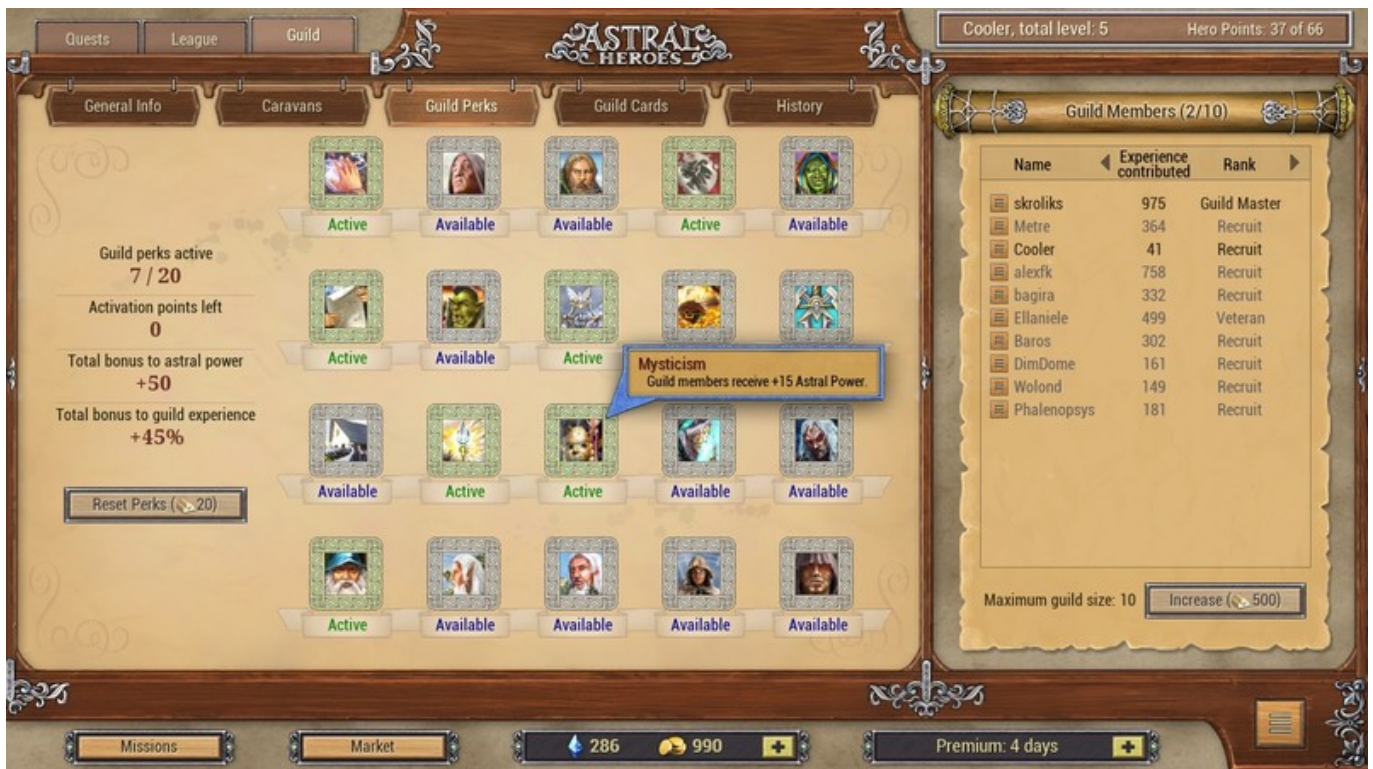 Quests League Guild
ASTRAL
HEROES
Cooler, total level: 5 Hero Points: 37 of 66
General Info Caravans Guild Perks Guild Cards History
Active Available Available Active Available
Guild perks active
7 / 20
Activation points left
0
Total bonus to astral power
+50
Total bonus to guild experience
+45%
Reset Perks ( 20)
Active Available Active
Mysticism
Guild members receive +15 Astral Power.
Available Active Active Available Available
Active Available Available Available Available
Guild Members (2/10)
Name Experience contributed Rank
skroliks 975 Guild Master
Metre 364 Recruit
Cooler 41 Recruit
alexfk 758 Recruit
bagira 332 Recruit
Ellaniele 499 Veteran
Baros 302 Recruit
DimDome 161 Recruit
Wolond 149 Recruit
Phalenopsys 181 Recruit
Maximum guild size: 10 Increase ( 500)
Missions Market 286 990 + Premium: 4 days +